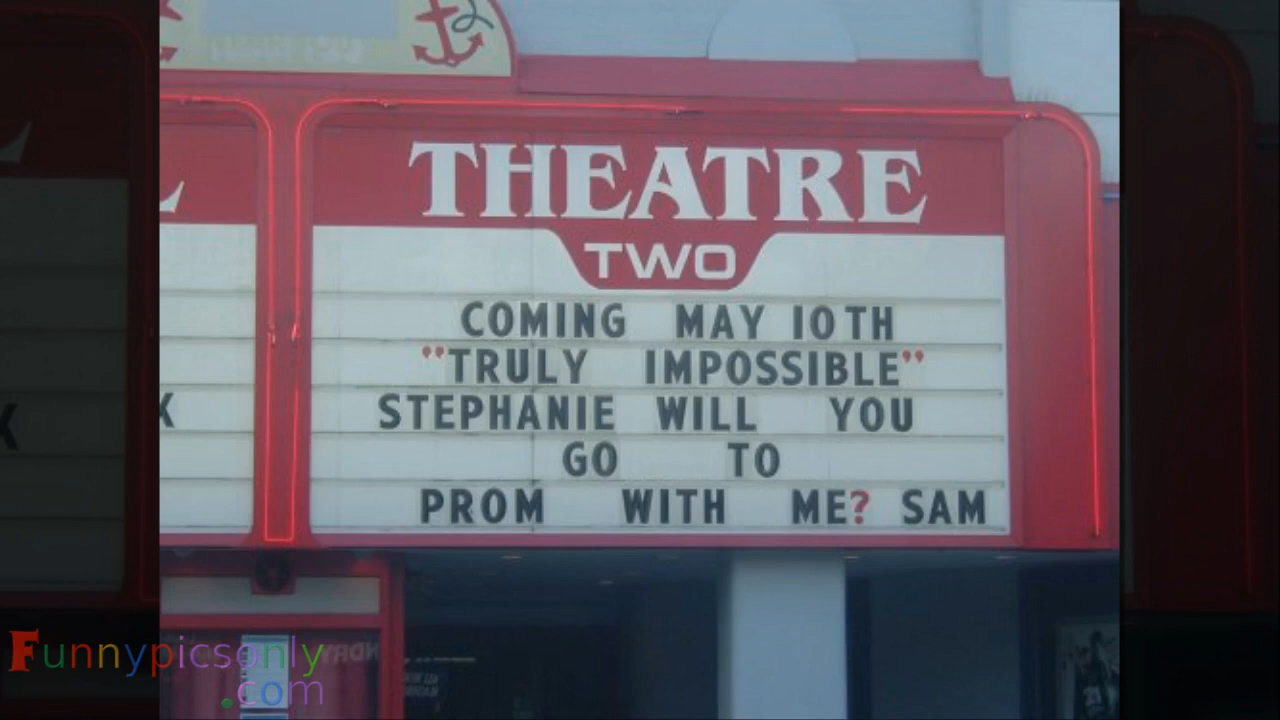 THEATRE
TWO
COMING MAY 10TH
"TRULY IMPOSSIBLE"
STEPHANIE WILL YOU
GO TO
PROM WITH ME? SAM
Funnypicsonly
.com